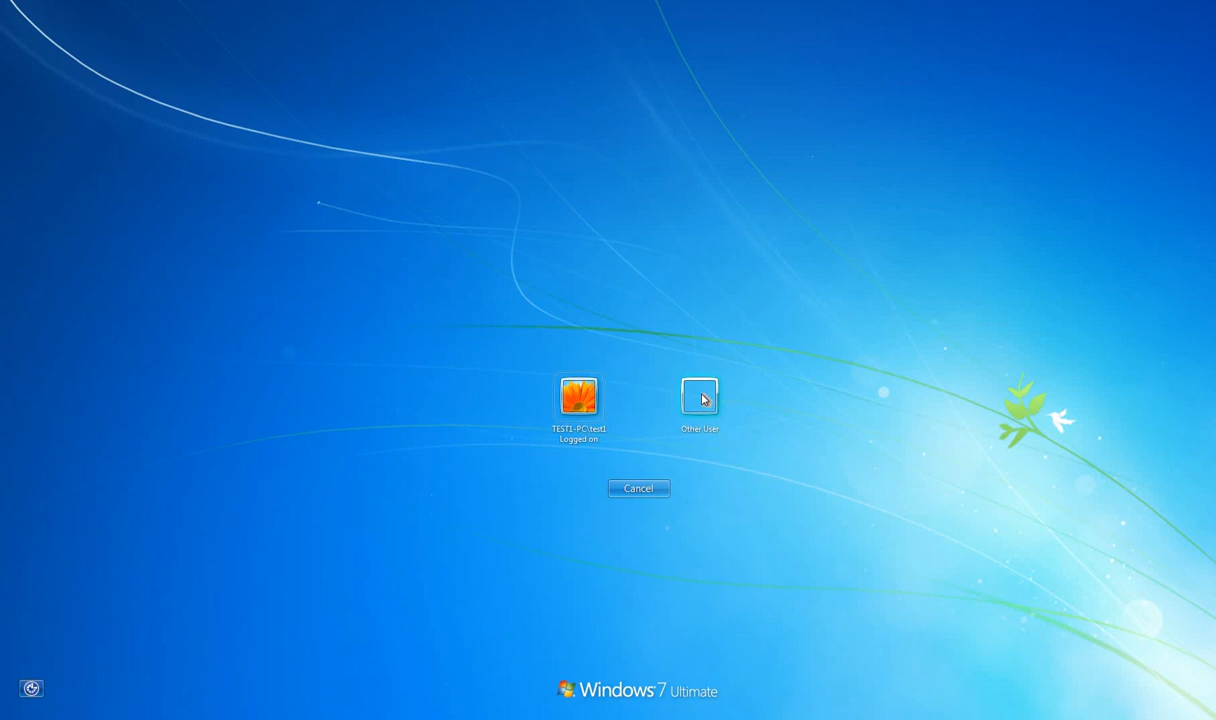 TEST1-PC\test1
Logged on
Other User
Cancel
Windows 7 Ultimate